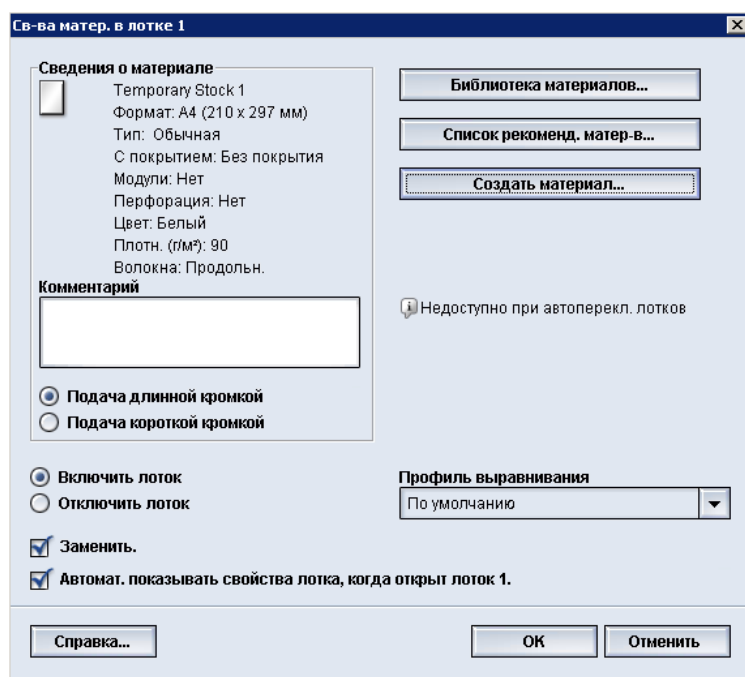 Св-ва матер. в лотке 1
Сведения о материале
Temporary Stock 1
Формат: A4 (210 x 297 мм)
Тип: Обычная
С покрытием: Без покрытия
Модули: Нет
Перфорация: Нет
Цвет: Белый
Плотн. (г/м²): 90
Волокна: Продольн.
Комментарий
Подача длинной кромкой
Подача короткой кромкой
Библиотека материалов...
Список рекоменд. матер-в...
Создать материал...
Недоступно при автоперекл. лотков
Включить лоток
Отключить лоток
Профиль выравнивания
По умолчанию
Заменить.
Автомат. показывать свойства лотка, когда открыт лоток 1.
Справка...
OK
Отменить